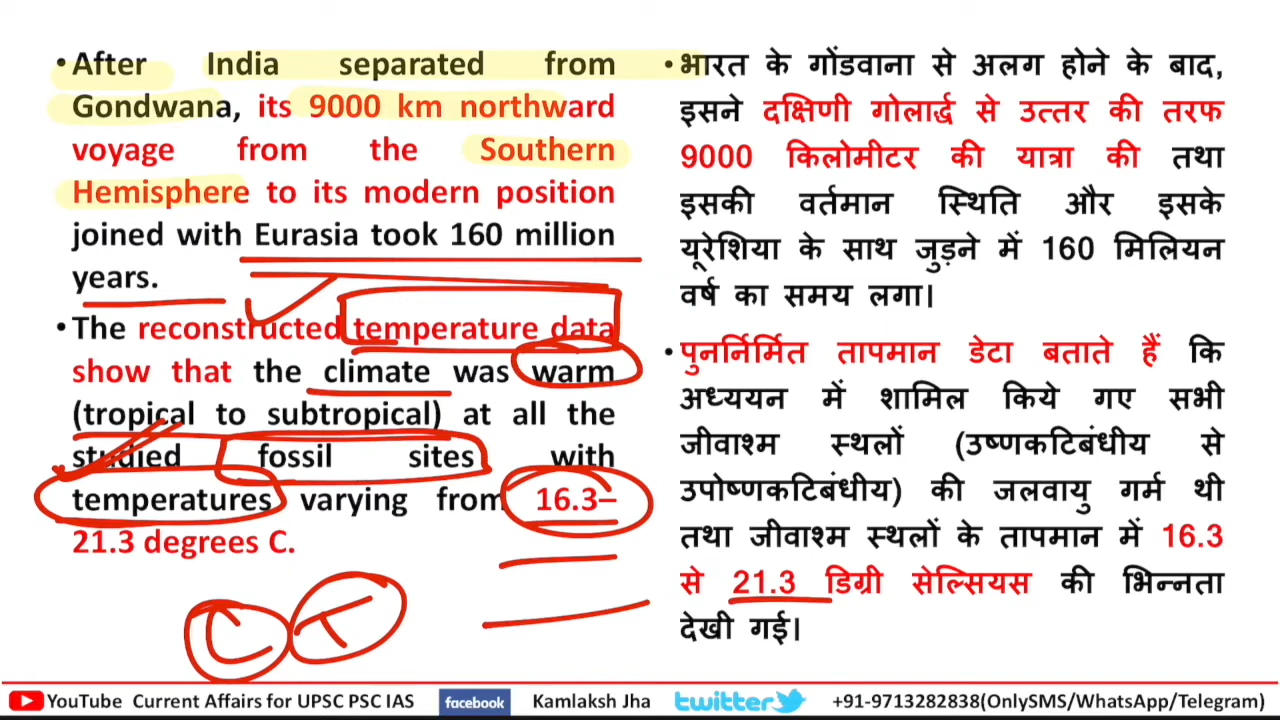 •After India separated from
Gondwana, its 9000 km northward
voyage from the Southern
Hemisphere to its modern position
joined with Eurasia took 160 million
years.
•The reconstructed temperature data
show that the climate was warm
(tropical to subtropical) at all the
studied fossil sites with
temperatures varying from 16.3–
21.3 degrees C.
C T
•भारत के गोंडवाना से अलग होने के बाद,
इसने दक्षिणी गोलार्द्ध से उत्तर की तरफ
9000 किलोमीटर की यात्रा की तथा
इसकी वर्तमान स्थिति और इसके
यूरेशिया के साथ जुड़ने में 160 मिलियन
वर्ष का समय लगा।
•पुनर्निर्मित तापमान डेटा बताते हैं कि
अध्ययन में शामिल किये गए सभी
जीवाश्म स्थलों (उष्णकटिबंधीय से
उपोष्णकटिबंधीय) की जलवायु गर्म थी
तथा जीवाश्म स्थलों के तापमान में 16.3
से 21.3 डिग्री सेल्सियस की भिन्नता
देखी गई।
YouTube Current Affairs for UPSC PSC IAS facebook Kamlaksh Jha twitter +91-9713282838(OnlySMS/WhatsApp/Telegram)